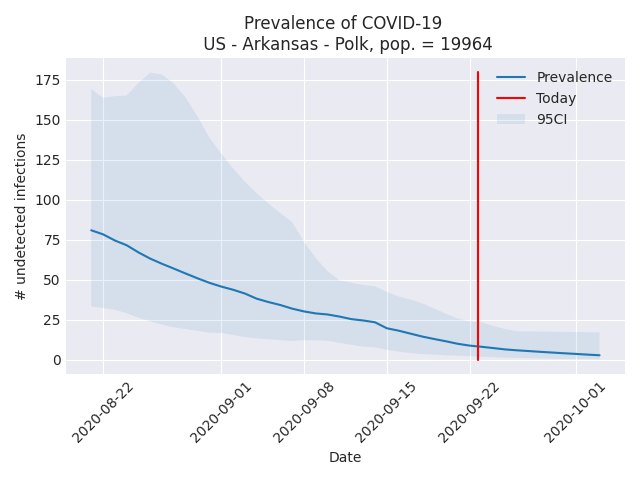 Prevalence of COVID-19
US - Arkansas - Polk, pop. = 19964
Prevalence
Today
95CI
# undetected infections
175
150
125
100
75
50
25
0
2020-08-22
2020-09-01
2020-09-08
2020-09-15
2020-09-22
2020-10-01
Date